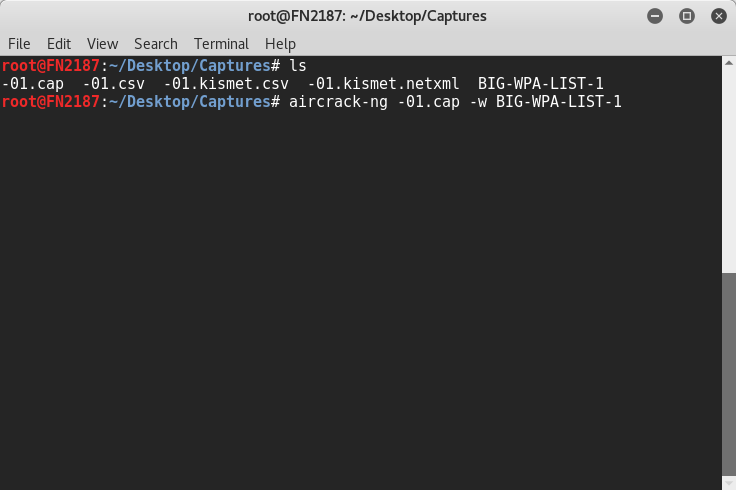 root@FN2187: ~/Desktop/Captures
File Edit View Search Terminal Help
root@FN2187:~/Desktop/Captures# ls
-01.cap  -01.csv  -01.kismet.csv  -01.kismet.netxml  BIG-WPA-LIST-1
root@FN2187:~/Desktop/Captures# aircrack-ng -01.cap -w BIG-WPA-LIST-1